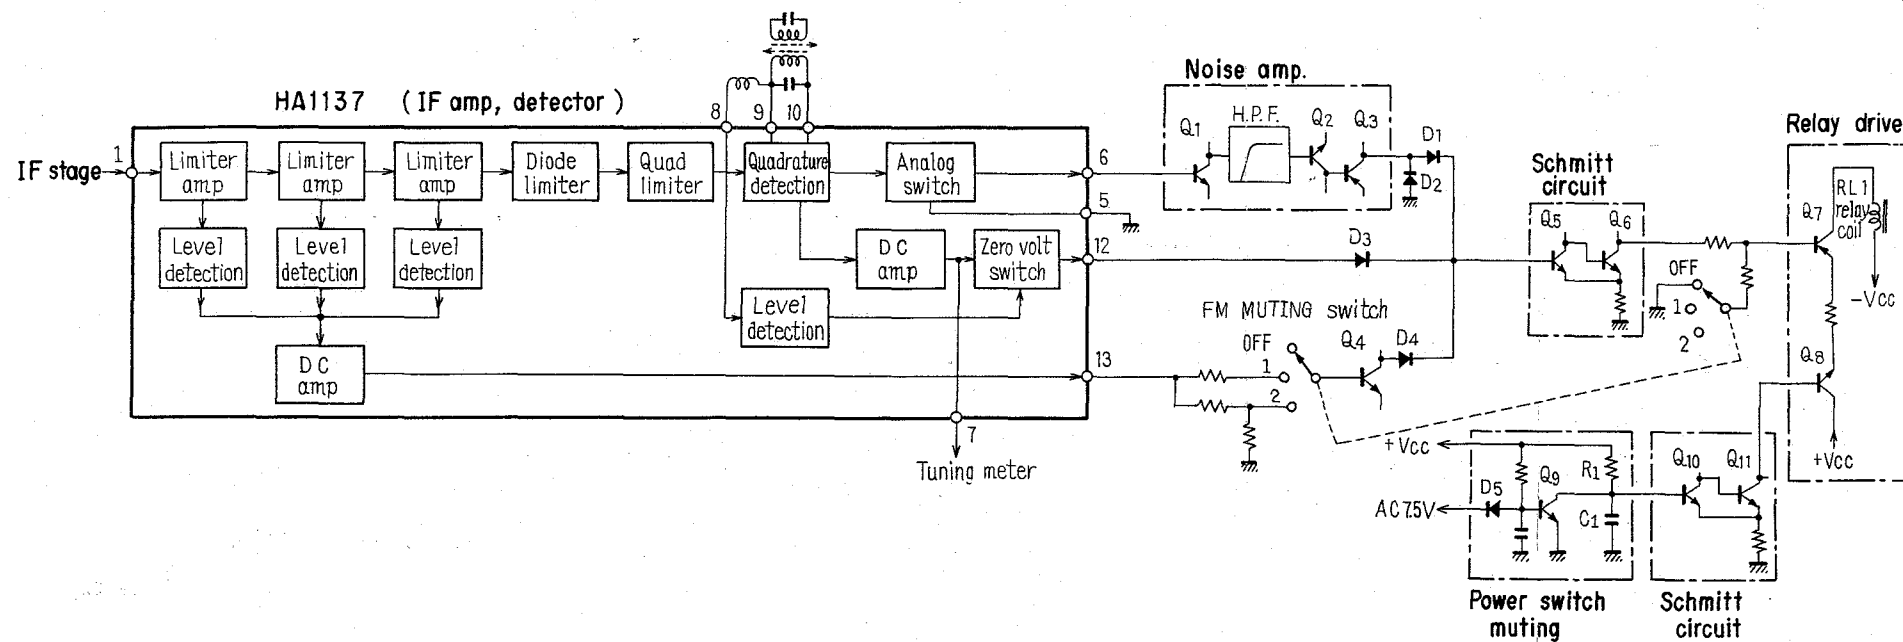 HA1137 (IF amp, detector)
8
9
10
IF stage
1
Limiter
amp
Limiter
amp
Limiter
amp
Diode
limiter
Quad
limiter
Quadrature
detection
Analog
switch
6
5
Level
detection
Level
detection
Level
detection
DC
amp
Zero volt
switch
12
Level
detection
DC
amp
13
7
Tuning meter
Noise amp.
Q1
H.P.F.
Q2
Q3
D1
D2
D3
FM MUTING switch
OFF
1
2
Q4
D4
Schmitt
circuit
Q5
Q6
OFF
1
2
Relay drive
Q7
RL1
relay
coil
-Vcc
Q8
+Vcc
+Vcc
AC7.5V
D5
Q9
R1
C1
Power switch
muting
Q10
Q11
Schmitt
circuit